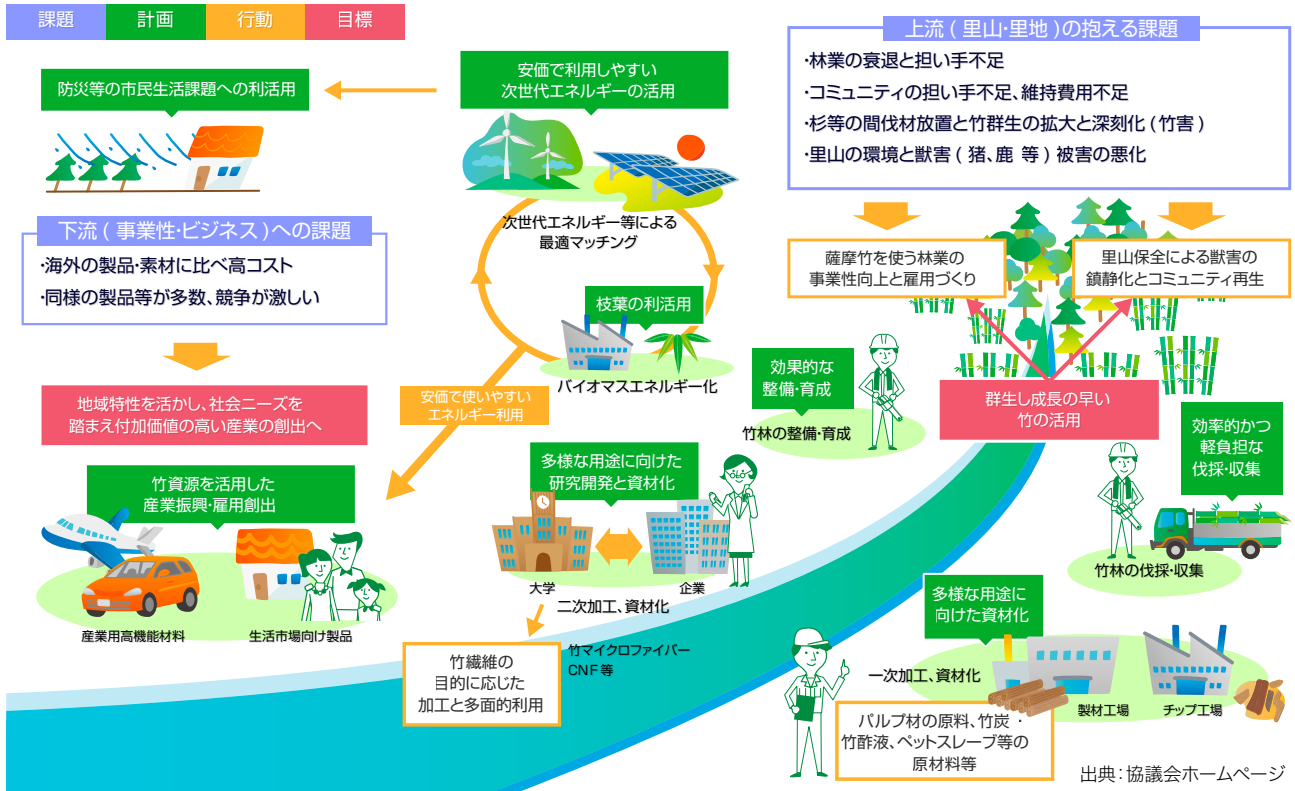 課題
計画
行動
目標
防災等の市民生活課題への利活用
安価で利用しやすい
次世代エネルギーの活用
次世代エネルギー等による
最適マッチング
枝葉の利活用
バイオマスエネルギー化
安価で使いやすい
エネルギー利用
上流(里山・里地)の抱える課題
・林業の衰退と担い手不足
・コミュニティの担い手不足、維持費用不足
・杉等の間伐材放置と竹群生の拡大と深刻化(竹害)
・里山の環境と獣害(猪、鹿 等)被害の悪化
薩摩竹を使う林業の
事業性向上と雇用づくり
里山保全による獣害の
鎮静化とコミュニティ再生
群生し成長の早い
竹の活用
下流(事業性・ビジネス)への課題
・海外の製品・素材に比べ高コスト
・同様の製品等が多数、競争が激しい
地域特性を活かし、社会ニーズを
踏まえ付加価値の高い産業の創出へ
竹資源を活用した
産業振興・雇用創出
産業用高機能材料
生活市場向け製品
効果的な
整備・育成
竹林の整備・育成
効率的かつ
軽負担な
伐採・収集
竹林の伐採・収集
多様な用途に向けた
研究開発と資材化
大学
企業
二次加工、資材化
竹マイクロファイバー
CNF等
竹繊維の
目的に応じた
加工と多面的利用
多様な用途に
向けた資材化
一次加工、資材化
製材工場
チップ工場
パルプ材の原料、竹炭・
竹酢液、ペットスレーブ等の
原材料等
出典:協議会ホームページ